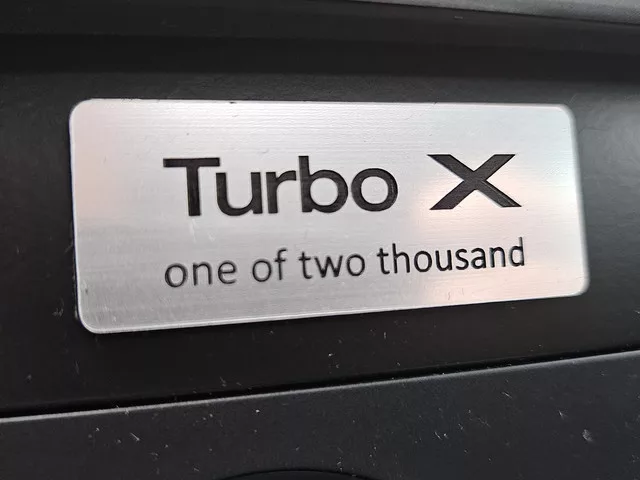 Turbo X
one of two thousand